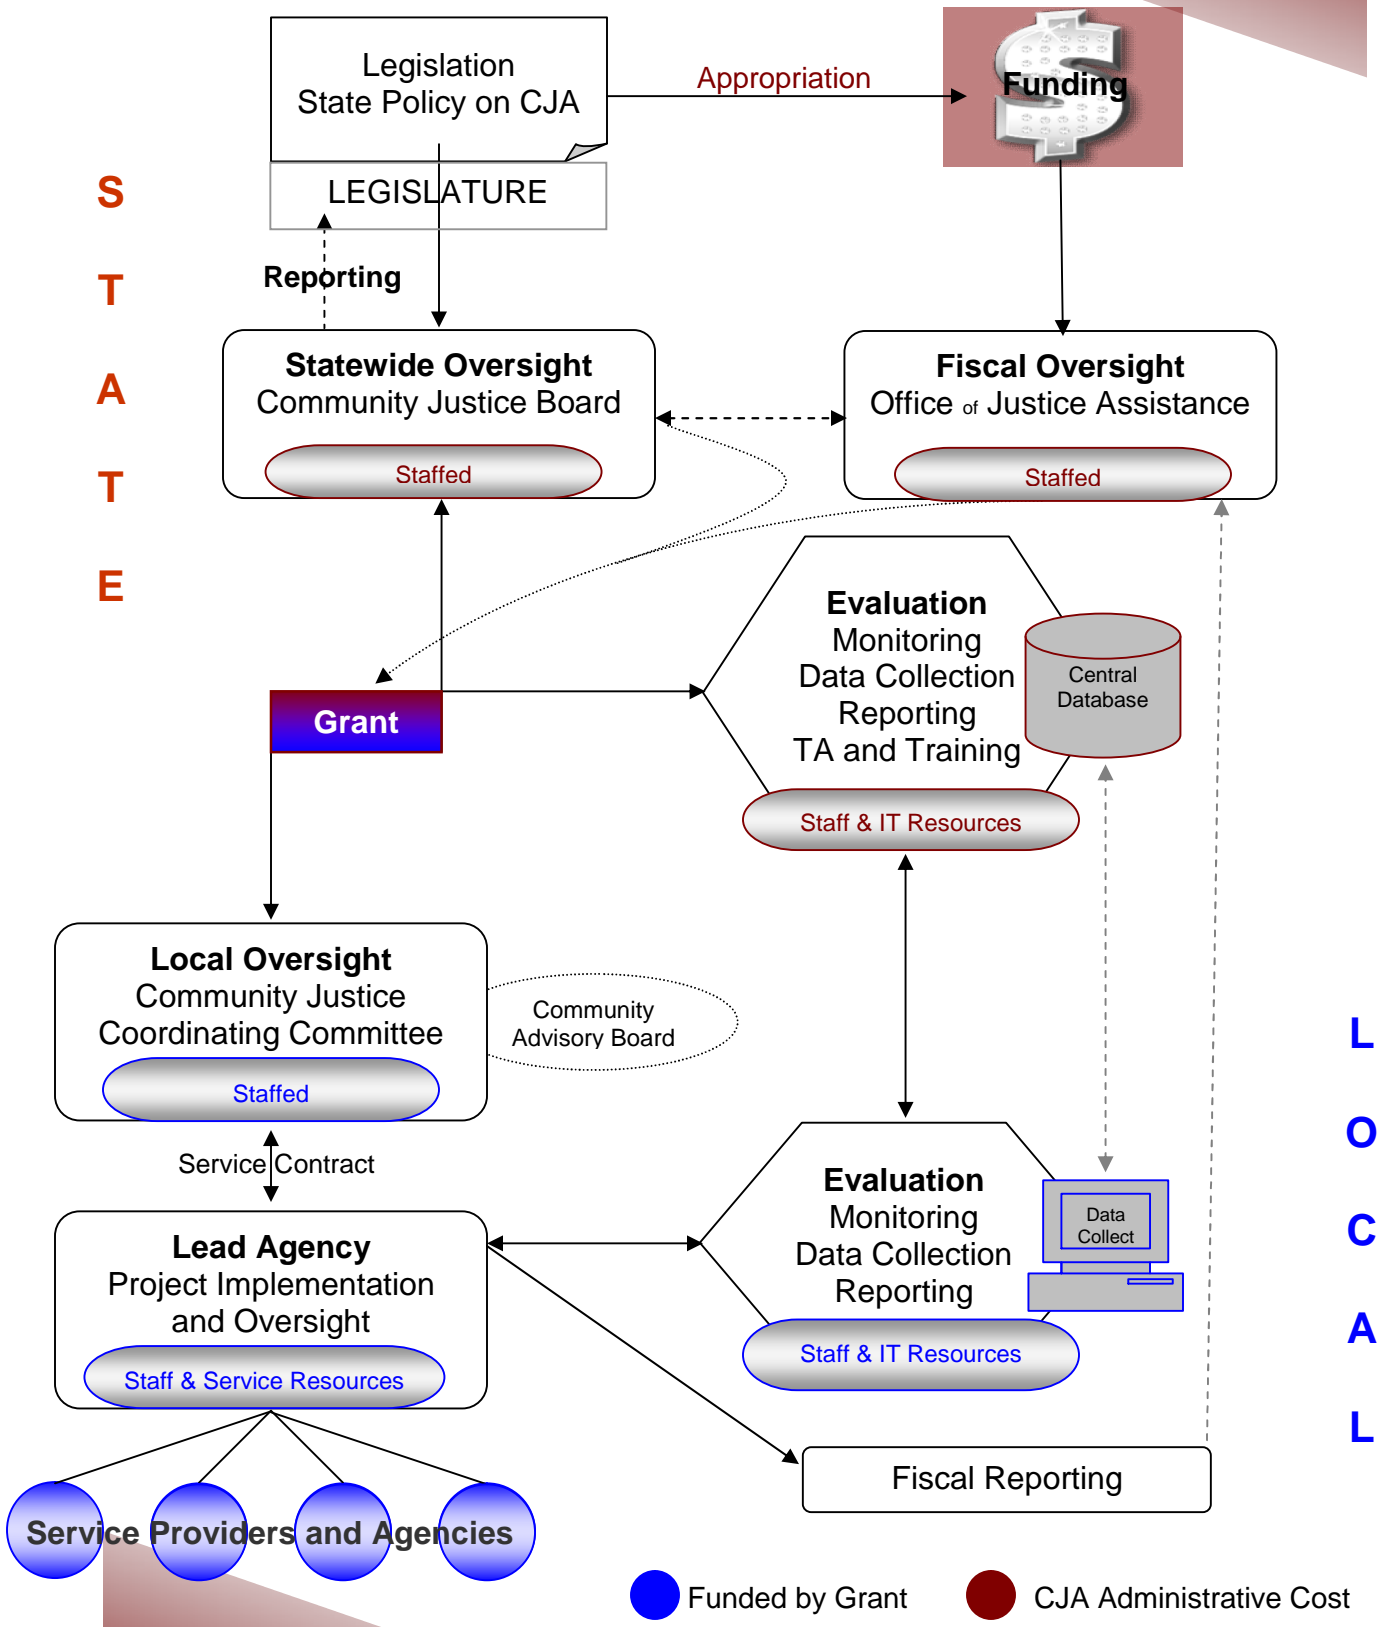 Legislation
State Policy on CJA
Appropriation
Funding
LEGISLATURE
Reporting
S
T
A
T
E
Statewide Oversight
Community Justice Board
Staffed
Fiscal Oversight
Office of Justice Assistance
Staffed
Evaluation
Monitoring
Data Collection
Reporting
TA and Training
Central
Database
Staff & IT Resources
Grant
Local Oversight
Community Justice
Coordinating Committee
Staffed
Community
Advisory Board
Service Contract
Lead Agency
Project Implementation
and Oversight
Staff & Service Resources
Evaluation
Monitoring
Data Collection
Reporting
Data
Collect
Staff & IT Resources
L
O
C
A
L
Fiscal Reporting
Service Providers and Agencies
Funded by Grant
CJA Administrative Cost